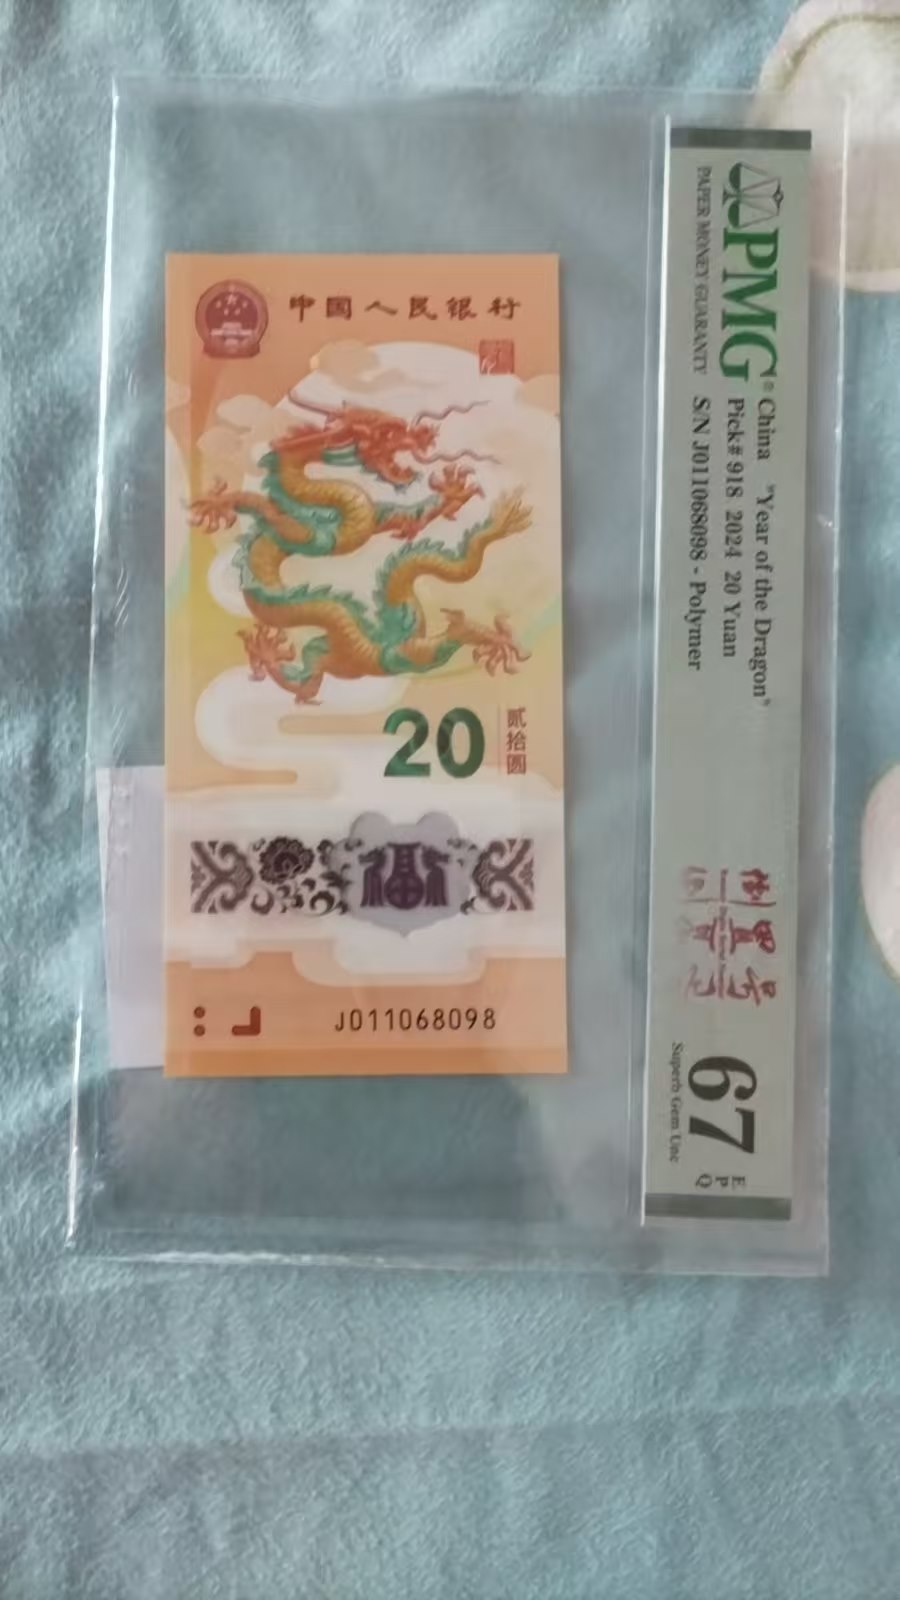 中国人民银行
20
贰拾圆
福
J011068098
PMG®
PAPER MONEY GUARANTY
China "Year of the Dragon"
Pick# 918 2024 20 Yuan
S/N J011068098 - Polymer
67
EPQ
Superb Gem Unc